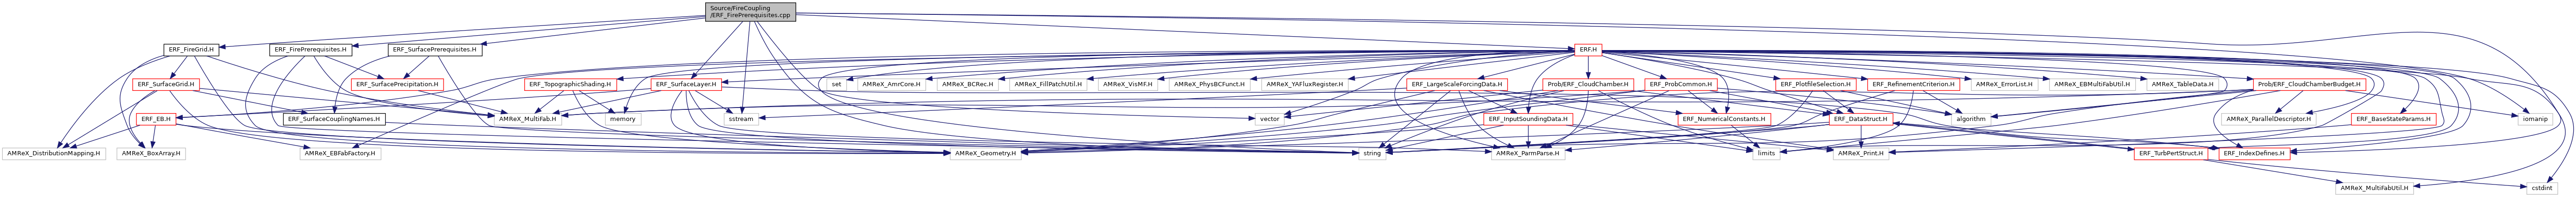 Source/FireCoupling
/ERF_FirePrerequisites.cpp
ERF_FireGrid.H
ERF_FirePrerequisites.H
ERF_SurfacePrerequisites.H
ERF.H
ERF_SurfaceGrid.H
ERF_SurfacePrecipitation.H
ERF_TopographicShading.H
ERF_SurfaceLayer.H
set
AMReX_AmrCore.H
AMReX_BCRec.H
AMReX_FillPatchUtil.H
AMReX_VisMF.H
AMReX_PhysBCFunct.H
AMReX_YAFluxRegister.H
ERF_LargeScaleForcingData.H
Prob/ERF_CloudChamber.H
ERF_ProbCommon.H
ERF_PlotfileSelection.H
ERF_RefinementCriterion.H
AMReX_ErrorList.H
AMReX_EBMultiFabUtil.H
AMReX_TableData.H
Prob/ERF_CloudChamberBudget.H
ERF_EB.H
ERF_SurfaceCouplingNames.H
AMReX_MultiFab.H
memory
sstream
vector
ERF_InputSoundingData.H
ERF_NumericalConstants.H
ERF_DataStruct.H
algorithm
AMReX_ParallelDescriptor.H
ERF_BaseStateParams.H
iomanip
AMReX_DistributionMapping.H
AMReX_BoxArray.H
AMReX_EBFabFactory.H
AMReX_Geometry.H
string
AMReX_ParmParse.H
limits
AMReX_Print.H
ERF_TurbPertStruct.H
ERF_IndexDefines.H
AMReX_MultiFabUtil.H
cstdint